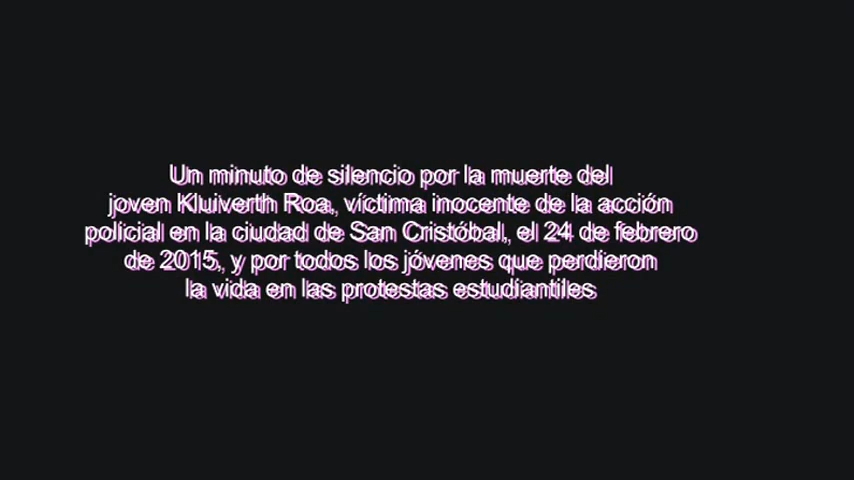 Un minuto de silencio por la muerte del
joven Kluiverth Roa, víctima inocente de la acción
policial en la ciudad de San Cristóbal, el 24 de febrero
de 2015, y por todos los jóvenes que perdieron
la vida en las protestas estudiantiles